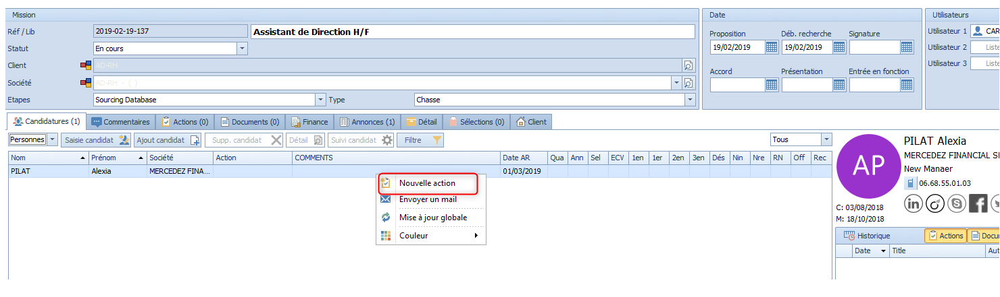 Mission
Réf / Lib 2019-02-19-137 Assistant de Direction H/F
Statut En cours
Client AD-RH
Société AD-RH - ( )
Etapes Sourcing Database Type Chasse
Date
Proposition Déb. recherche Signature
19/02/2019 19/02/2019
Accord Présentation Entrée en fonction
Utilisateurs
Utilisateur 1 CAR
Utilisateur 2 Liste
Utilisateur 3 Liste
Candidatures (1) Commentaires Actions (0) Documents (0) Finance Annonces (1) Détail Sélections (0) Client
Personnes Saisie candidat Ajout candidat Supp. candidat Détail Suivi candidat Filtre Tous
Nom Prénom Société Action COMMENTS Date AR Qua Ann Sel ECV 1en 1er 2en 3en Dés Nin Nre RN Off Rec
PILAT Alexia MERCEDEZ FINA... 01/03/2019
Nouvelle action
Envoyer un mail
Mise à jour globale
Couleur
AP
PILAT Alexia
MERCEDEZ FINANCIAL SE
New Manaer
06.68.55.01.03
in
C: 03/08/2018
M: 18/10/2018
Historique Actions Docum
Date Title Aut